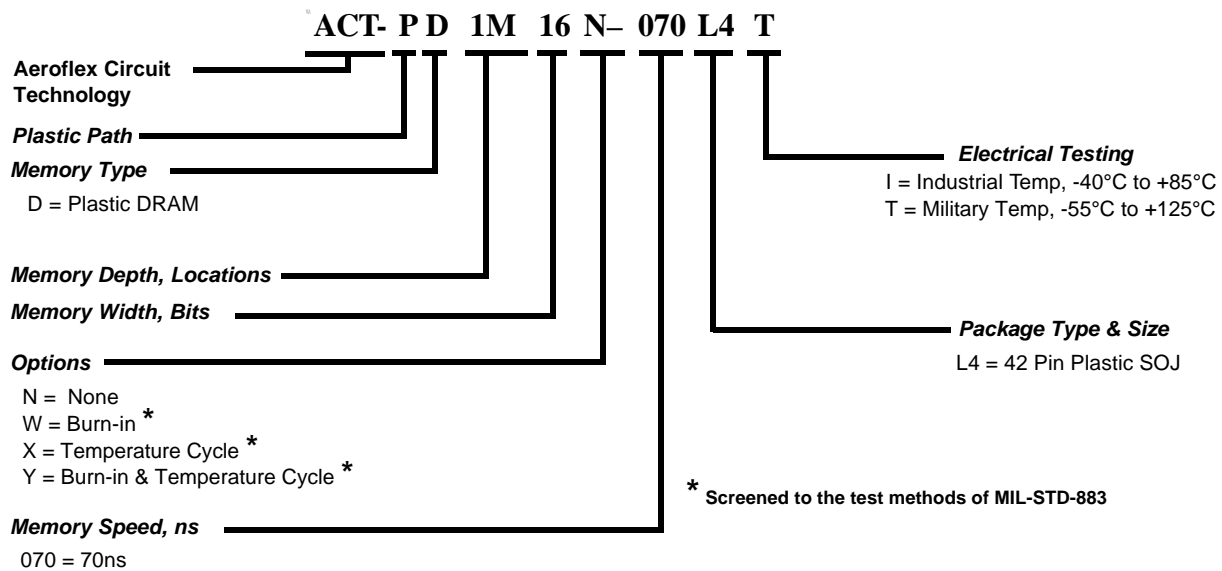 ACT- P D 1M 16 N– 070 L4 T
Aeroflex Circuit
Technology
Plastic Path
Memory Type
D = Plastic DRAM
Memory Depth, Locations
Memory Width, Bits
Options
N = None
W = Burn-in *
X = Temperature Cycle *
Y = Burn-in & Temperature Cycle *
Memory Speed, ns
070 = 70ns
Electrical Testing
I = Industrial Temp, -40°C to +85°C
T = Military Temp, -55°C to +125°C
Package Type & Size
L4 = 42 Pin Plastic SOJ
* Screened to the test methods of MIL-STD-883